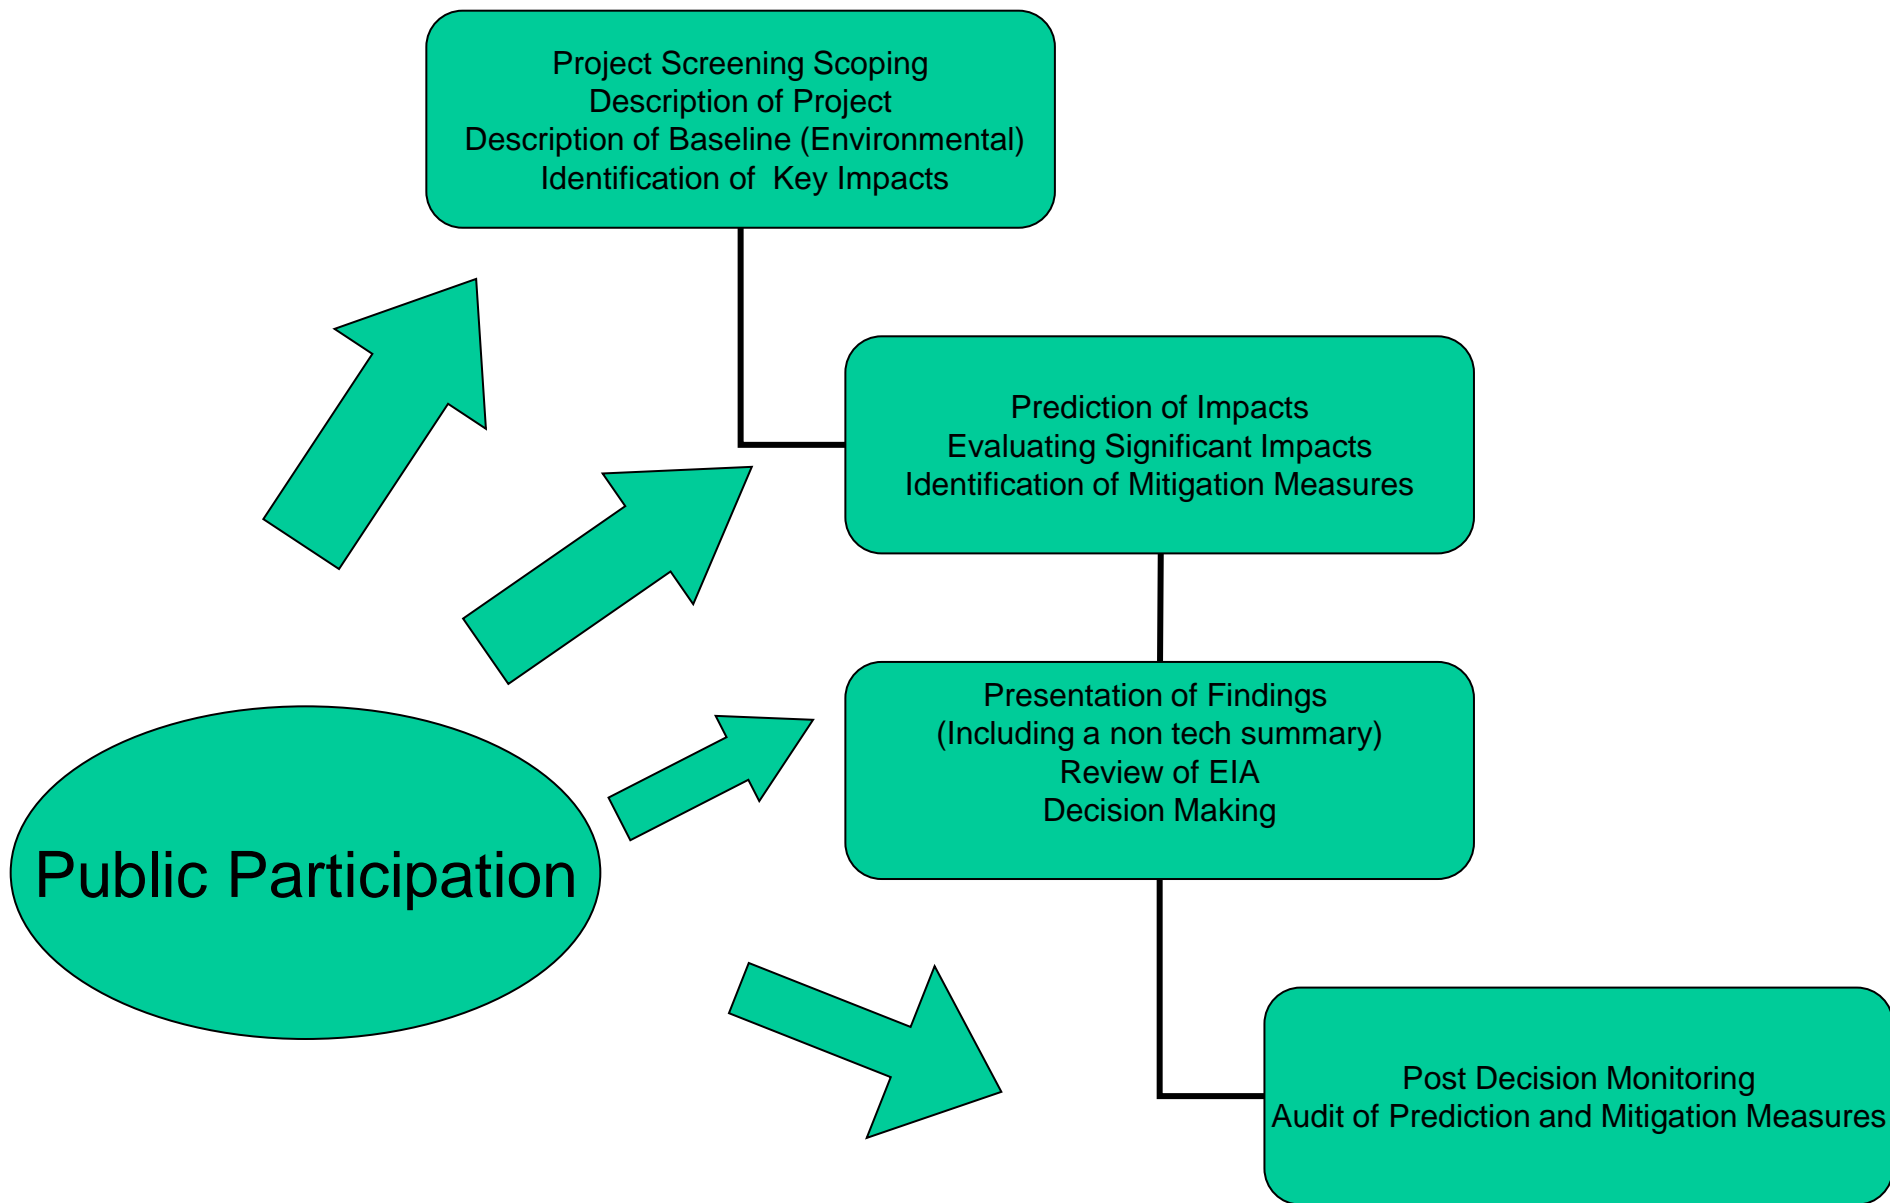 Project Screening Scoping
Description of Project
Description of Baseline (Environmental)
Identification of  Key Impacts
Prediction of Impacts
Evaluating Significant Impacts
Identification of Mitigation Measures
Presentation of Findings
(Including a non tech summary)
Review of EIA
Decision Making
Public Participation
Post Decision Monitoring
Audit of Prediction and Mitigation Measures